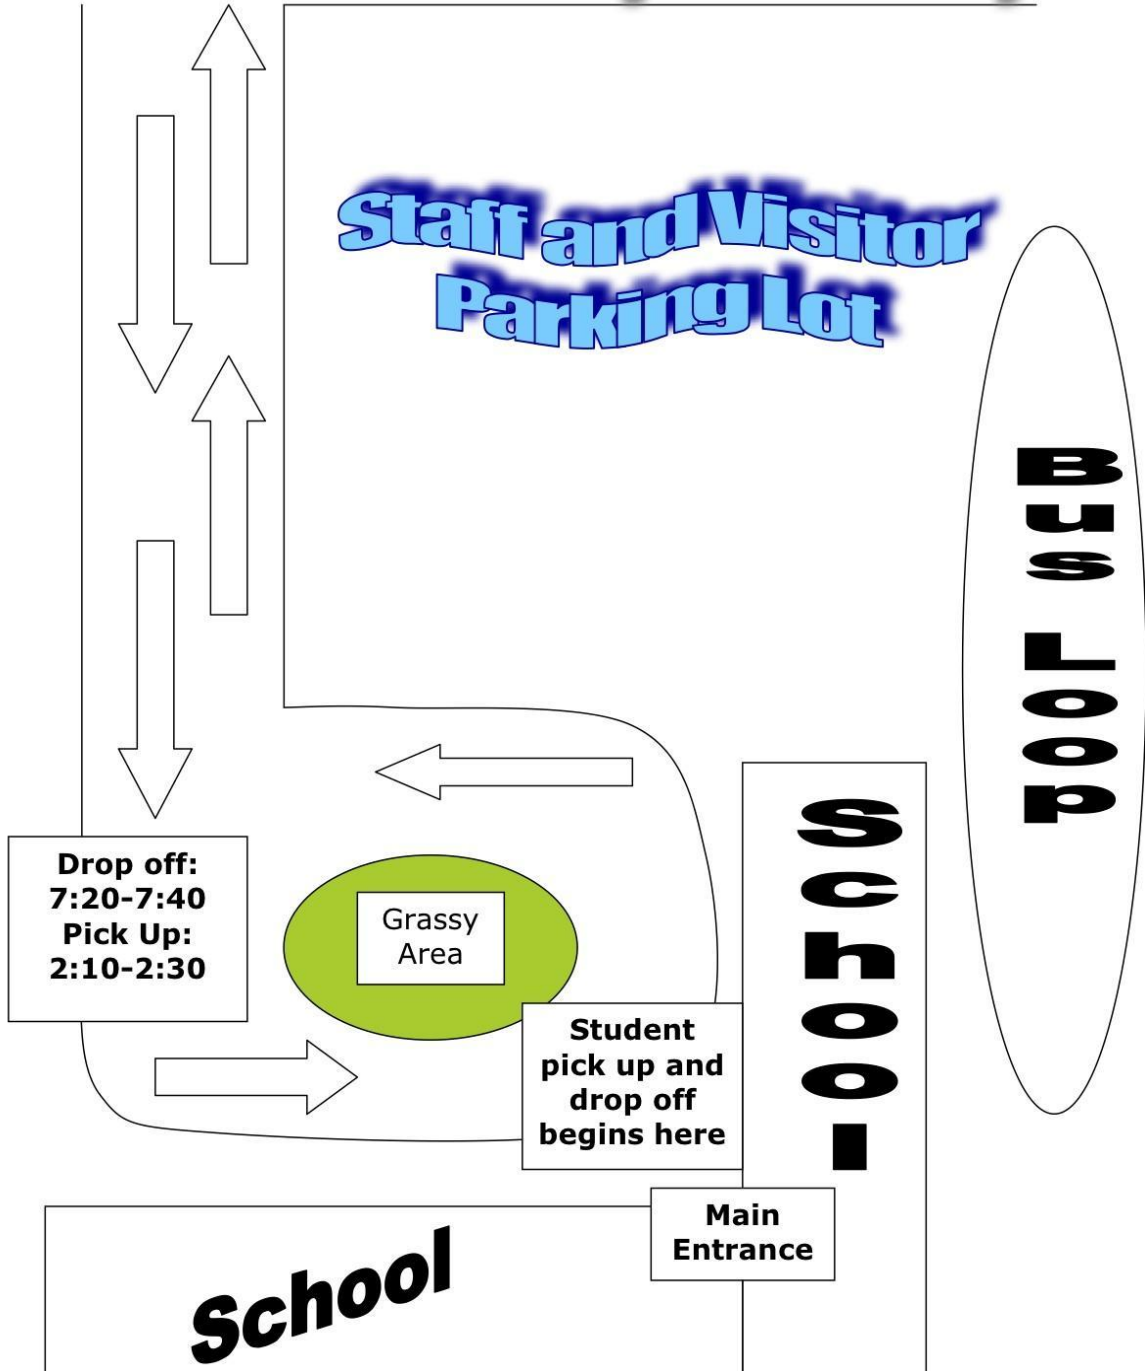 Staff and Visitor
Parking Lot
Bus Loop
School
Drop off:
7:20-7:40
Pick Up:
2:10-2:30
Grassy
Area
Student
pick up and
drop off
begins here
Main
Entrance
School